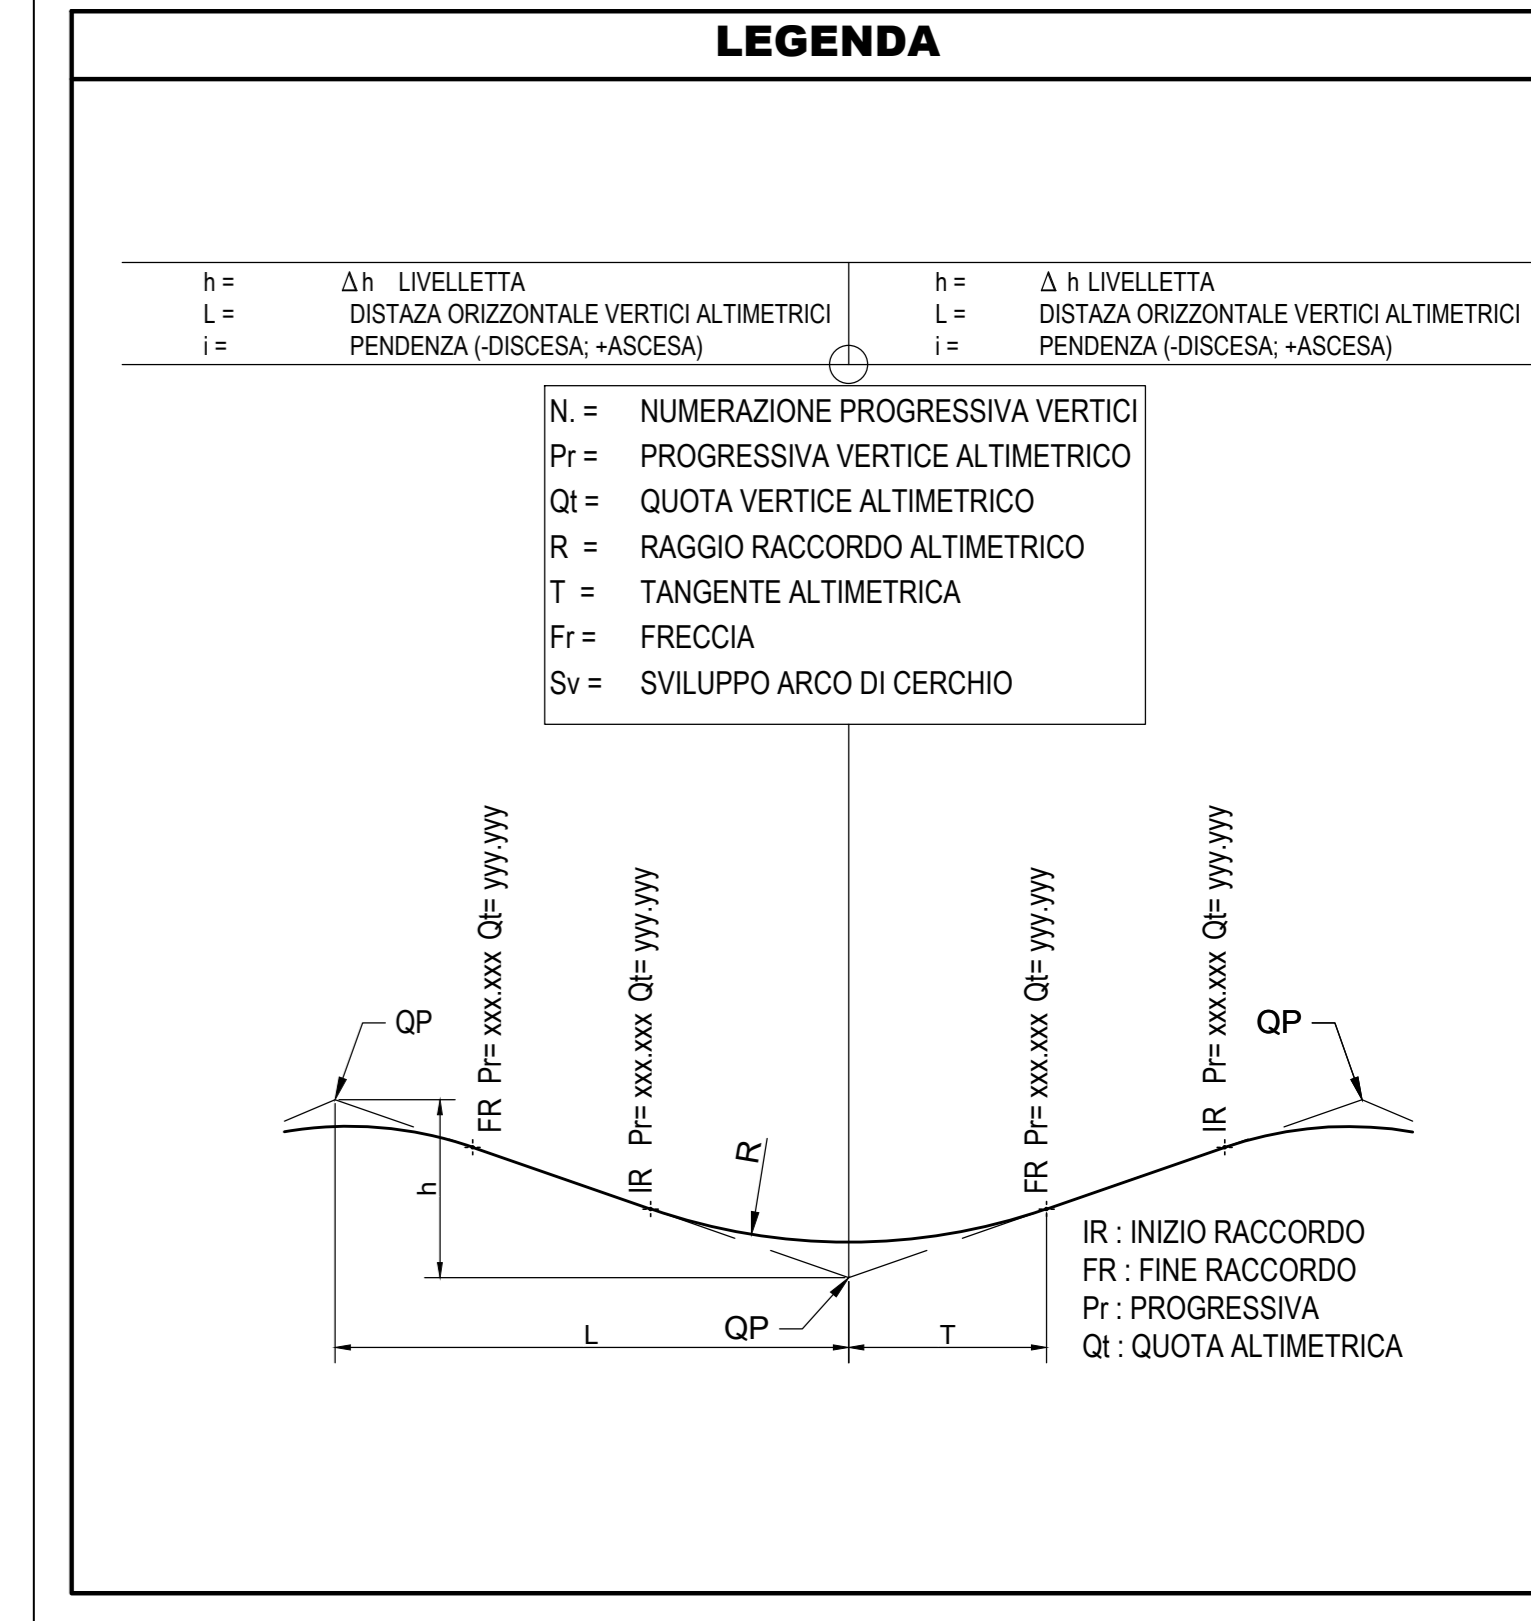 LEGENDA
h = Δ h LIVELLETTA
L = DISTAZA ORIZZONTALE VERTICI ALTIMETRICI
i = PENDENZA (-DISCESA; +ASCESA)
h = Δ h LIVELLETTA
L = DISTAZA ORIZZONTALE VERTICI ALTIMETRICI
i = PENDENZA (-DISCESA; +ASCESA)
N. = NUMERAZIONE PROGRESSIVA VERTICI
Pr = PROGRESSIVA VERTICE ALTIMETRICO
Qt = QUOTA VERTICE ALTIMETRICO
R = RAGGIO RACCORDO ALTIMETRICO
T = TANGENTE ALTIMETRICA
Fr = FRECCIA
Sv = SVILUPPO ARCO DI CERCHIO
QP
FR Pr= xxx.xxx Qt= yyy.yyy
IR Pr= xxx.xxx Qt= yyy.yyy
FR Pr= xxx.xxx Qt= yyy.yyy
IR Pr= xxx.xxx Qt= yyy.yyy
QP
h
R
QP
L
T
IR : INIZIO RACCORDO
FR : FINE RACCORDO
Pr : PROGRESSIVA
Qt : QUOTA ALTIMETRICA